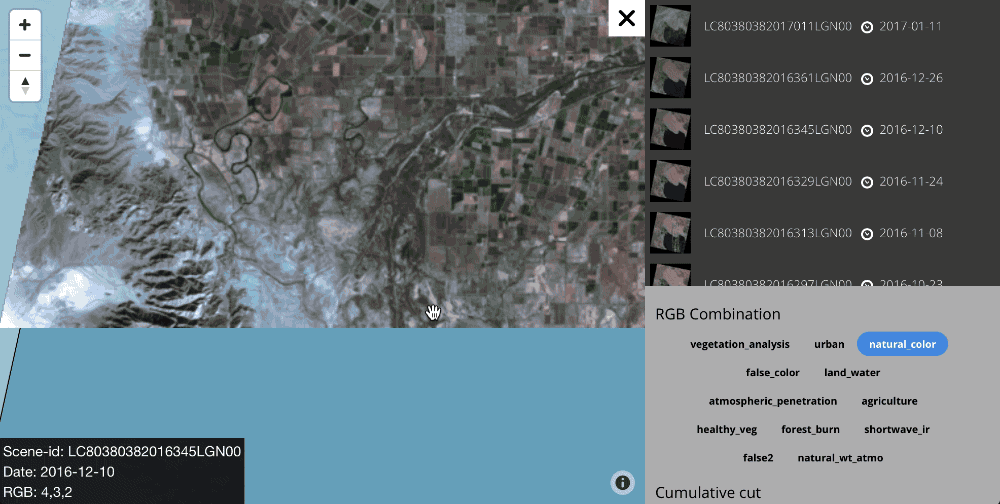 LC80380382017011LGN00 2017-01-11
LC80380382016361LGN00 2016-12-26
LC80380382016345LGN00 2016-12-10
LC80380382016329LGN00 2016-11-24
LC80380382016313LGN00 2016-11-08
LC80380382016297LGN00 2016-10-23
RGB Combination
vegetation_analysis urban natural_color
false_color land_water
atmospheric_penetration agriculture
healthy_veg forest_burn shortwave_ir
false2 natural_wt_atmo
Cumulative cut
Scene-id: LC80380382016345LGN00
Date: 2016-12-10
RGB: 4,3,2